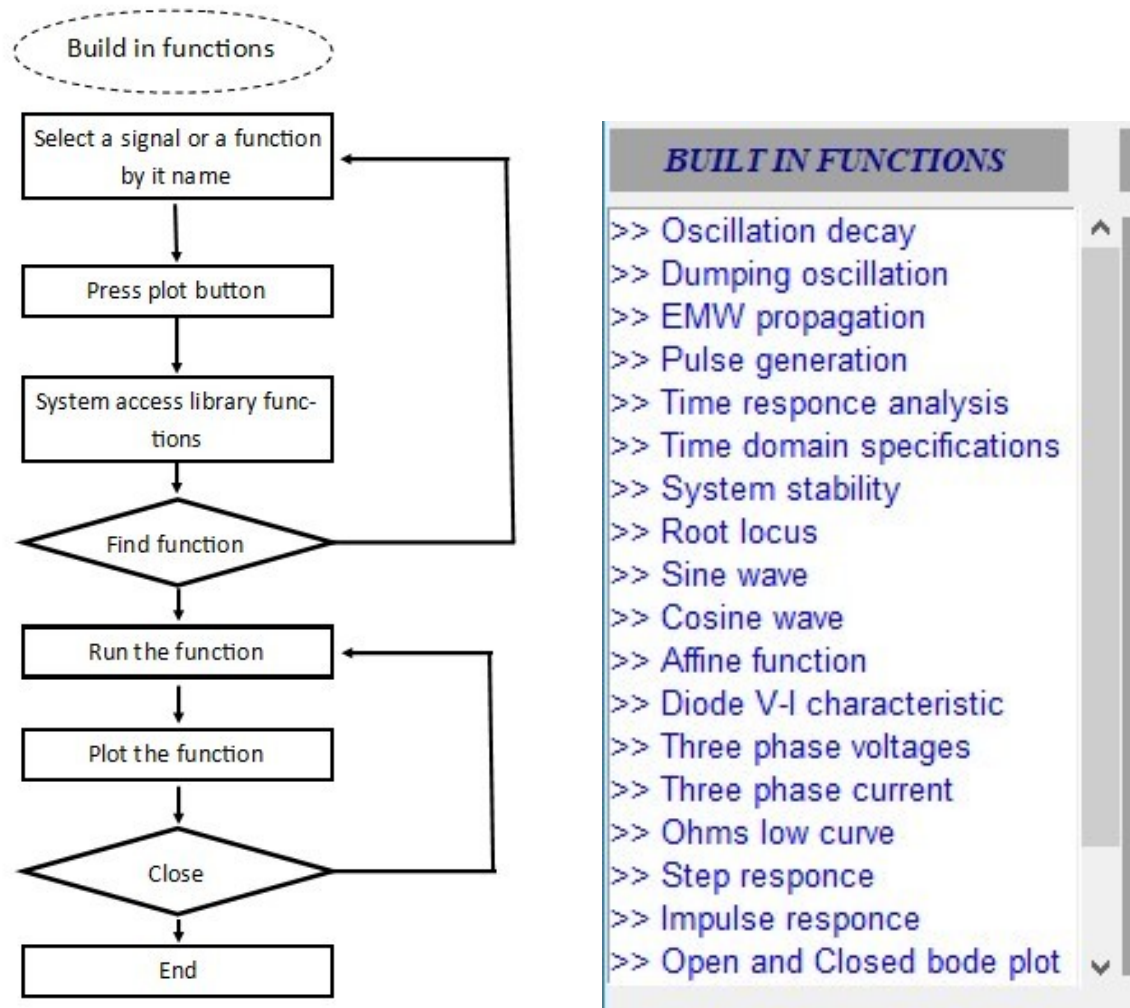 Build in functions
Select a signal or a function
by it name
Press plot button
System access library func-
tions
Find function
Run the function
Plot the function
Close
End
BUILT IN FUNCTIONS
>> Oscillation decay
>> Dumping oscillation
>> EMW propagation
>> Pulse generation
>> Time responce analysis
>> Time domain specifications
>> System stability
>> Root locus
>> Sine wave
>> Cosine wave
>> Affine function
>> Diode V-I characteristic
>> Three phase voltages
>> Three phase current
>> Ohms low curve
>> Step responce
>> Impulse responce
>> Open and Closed bode plot